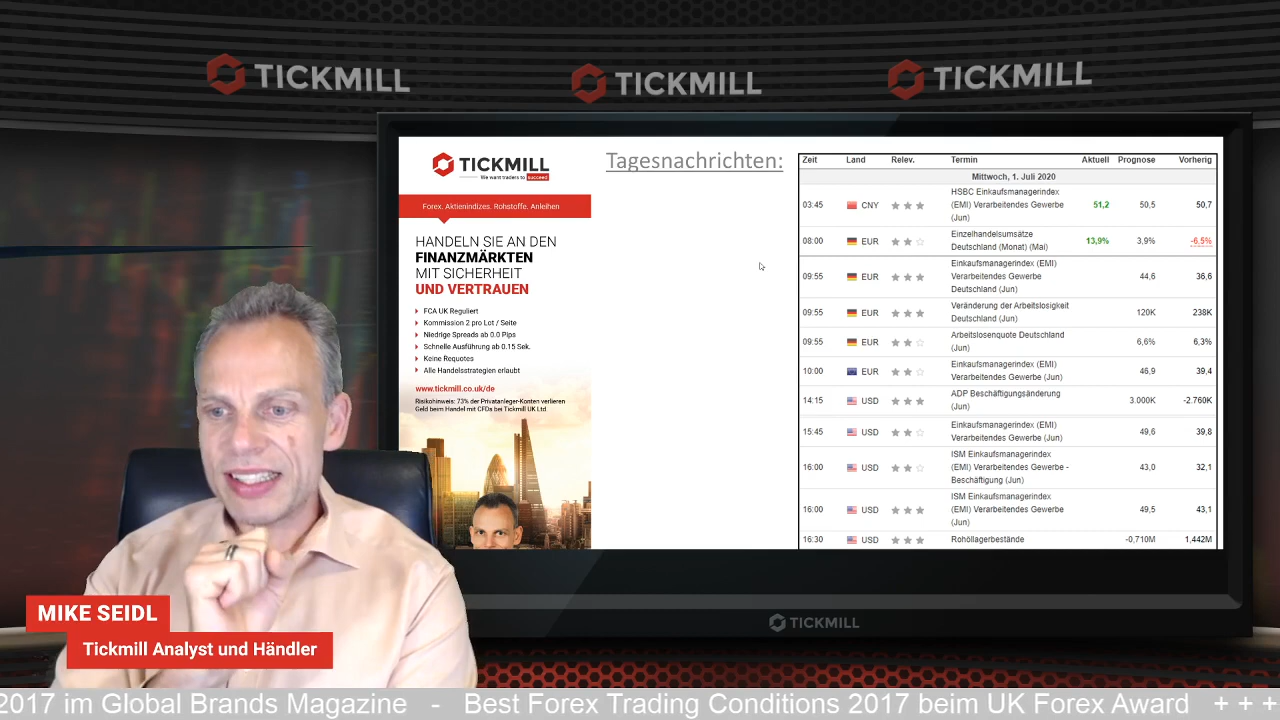 TICKMILL
TICKMILL
TICKMILL
TICKMILL
We want traders to succeed
Forex. Aktienindizes. Rohstoffe. Anleihen
HANDELN SIE AN DEN
FINANZMÄRKTEN
MIT SICHERHEIT
UND VERTRAUEN
FCA UK Reguliert
Kommission 2 pro Lot / Seite
Niedrige Spreads ab 0.0 Pips
Schnelle Ausführung ab 0.15 Sek.
Keine Requotes
Alle Handelsstrategien erlaubt
www.tickmill.co.uk/de
Risikohinweis: 73% der Privatanleger-Konten verlieren
Geld beim Handel mit CFDs bei Tickmill UK Ltd
Tagesnachrichten:
Zeit Land Relev. Termin Aktuell Prognose Vorherig
Mittwoch, 1. Juli 2020
HSBC Einkaufsmanagerindex
03:45 CNY (EMI) Verarbeitendes Gewerbe 51,2 50,5 50,7
(Jun)
Einzelhandelsumsätze
08:00 EUR Deutschland (Monat) (Mai) 13,9% 3,9% -6,5%
Einkaufsmanagerindex (EMI)
09:55 EUR Verarbeitendes Gewerbe 44,6 36,6
Deutschland (Jun)
Veränderung der Arbeitslosigkeit
09:55 EUR Deutschland (Jun) 120K 238K
Arbeitslosenquote Deutschland
09:55 EUR (Jun) 6,6% 6,3%
Einkaufsmanagerindex (EMI)
10:00 EUR Verarbeitendes Gewerbe (Jun) 46,9 39,4
ADP Beschäftigungsänderung
14:15 USD (Jun) 3.000K -2.760K
Einkaufsmanagerindex (EMI)
15:45 USD Verarbeitendes Gewerbe (Jun) 49,6 39,8
ISM Einkaufsmanagerindex
16:00 USD (EMI) Verarbeitendes Gewerbe - 43,0 32,1
Beschäftigung (Jun)
ISM Einkaufsmanagerindex
16:00 USD (EMI) Verarbeitendes Gewerbe 49,5 43,1
(Jun)
16:30 USD Rohöllagerbestände -0,710M 1,442M
TICKMILL
MIKE SEIDL
Tickmill Analyst und Händler
2017 im Global Brands Magazine - Best Forex Trading Conditions 2017 beim UK Forex Award + + +